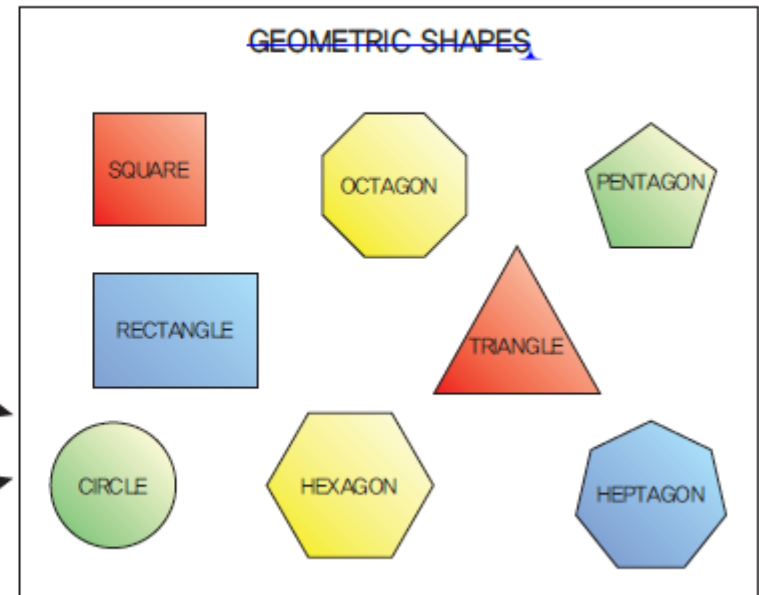 GEOMETRIC SHAPES
SQUARE
OCTAGON
PENTAGON
RECTANGLE
TRIANGLE
CIRCLE
HEXAGON
HEPTAGON